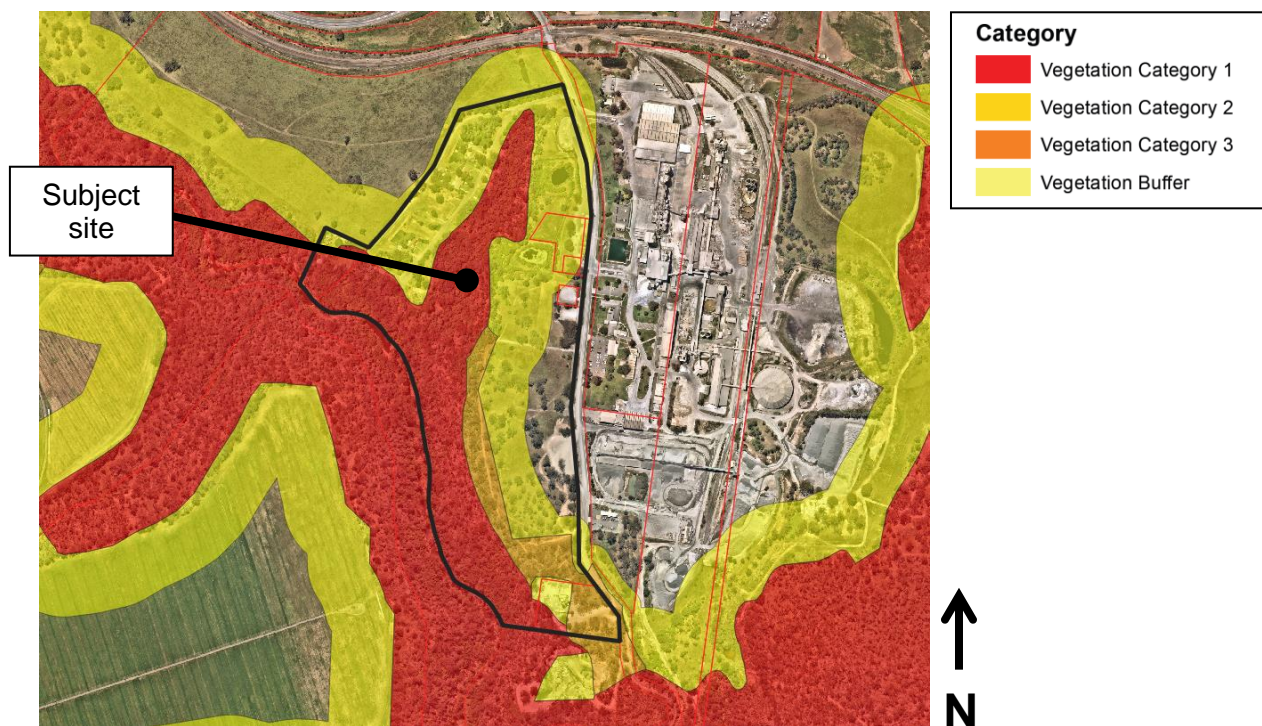 Subject
site
Category
Vegetation Category 1
Vegetation Category 2
Vegetation Category 3
Vegetation Buffer
N